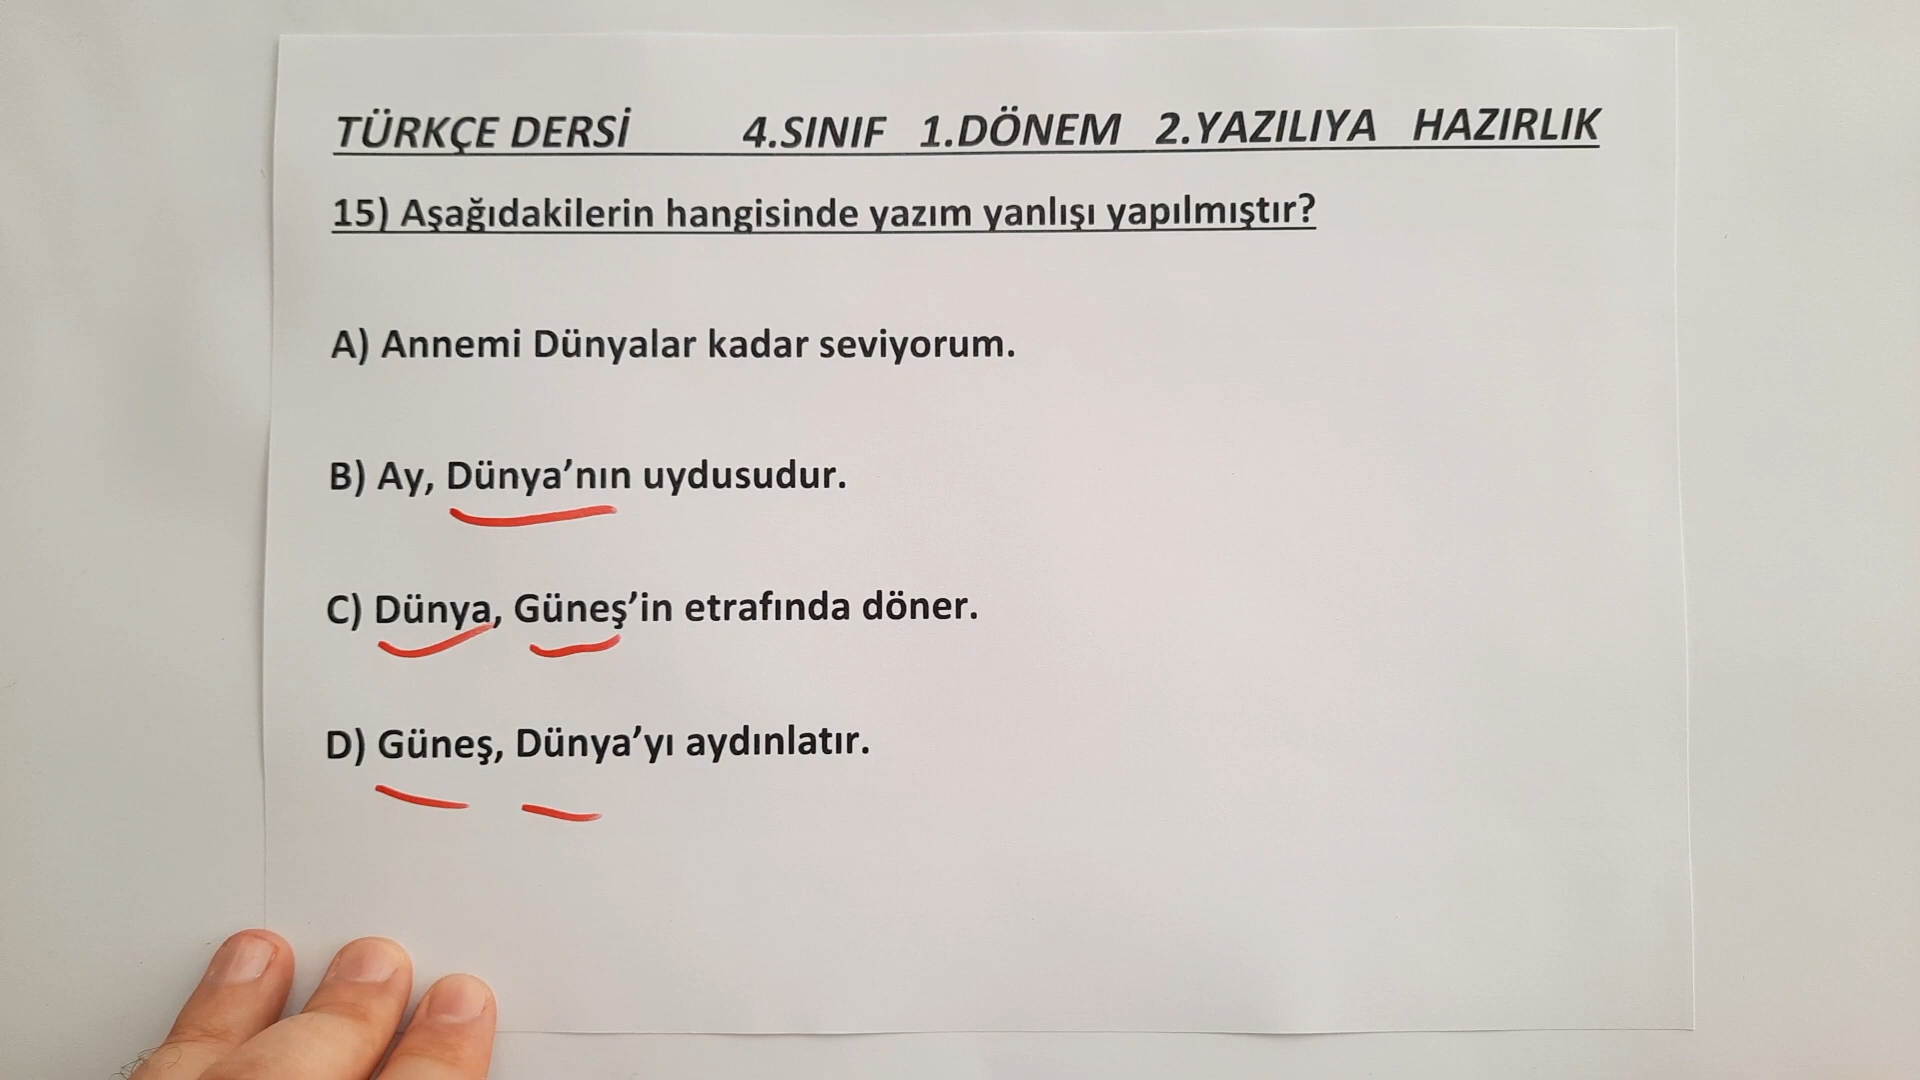 TÜRKÇE DERSİ 4.SINIF 1.DÖNEM 2.YAZILIYA HAZIRLIK
15) Aşağıdakilerin hangisinde yazım yanlışı yapılmıştır?
A) Annemi Dünyalar kadar seviyorum.
B) Ay, Dünya’nın uydusudur.
C) Dünya, Güneş’in etrafında döner.
D) Güneş, Dünya’yı aydınlatır.